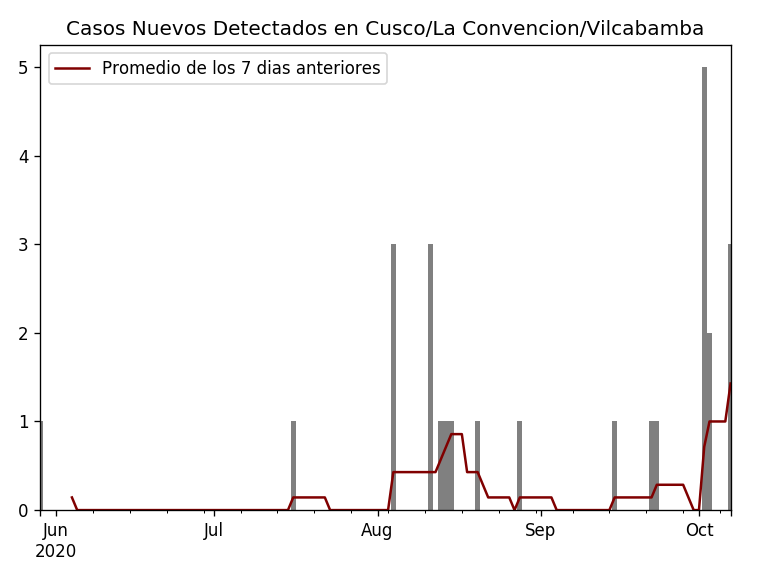 Casos Nuevos Detectados en Cusco/La Convencion/Vilcabamba
Promedio de los 7 dias anteriores
5
4
3
2
1
0
Jun Jul Aug Sep Oct
2020